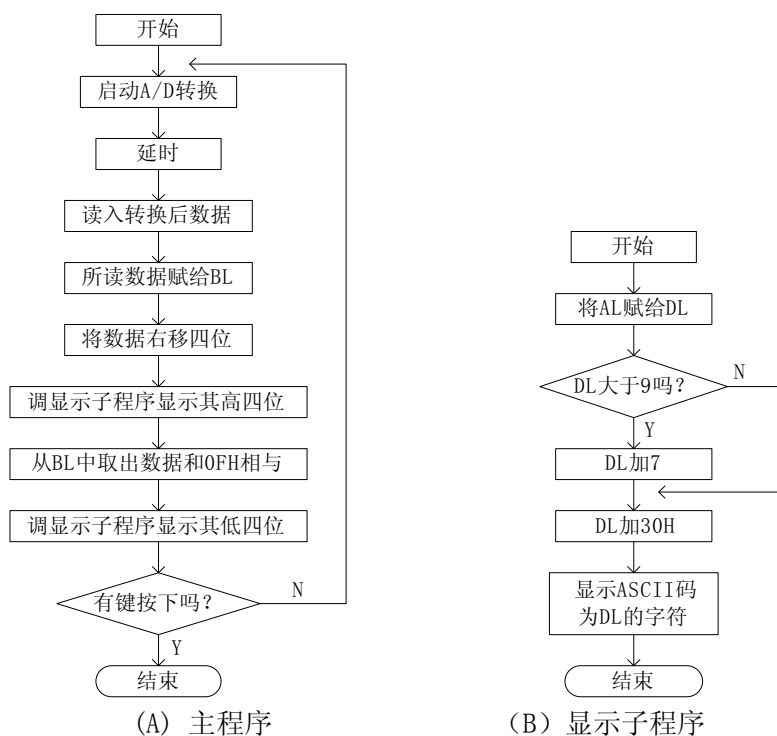 开始
启动A/D转换
延时
读入转换后数据
所读数据赋给BL
将数据右移四位
调显示子程序显示其高四位
从BL中取出数据和0FH相与
调显示子程序显示其低四位
有键按下吗？
N
Y
结束
(A) 主程序
开始
将AL赋给DL
DL大于9吗？
N
Y
DL加7
DL加30H
显示ASCII码
为DL的字符
结束
（B）显示子程序